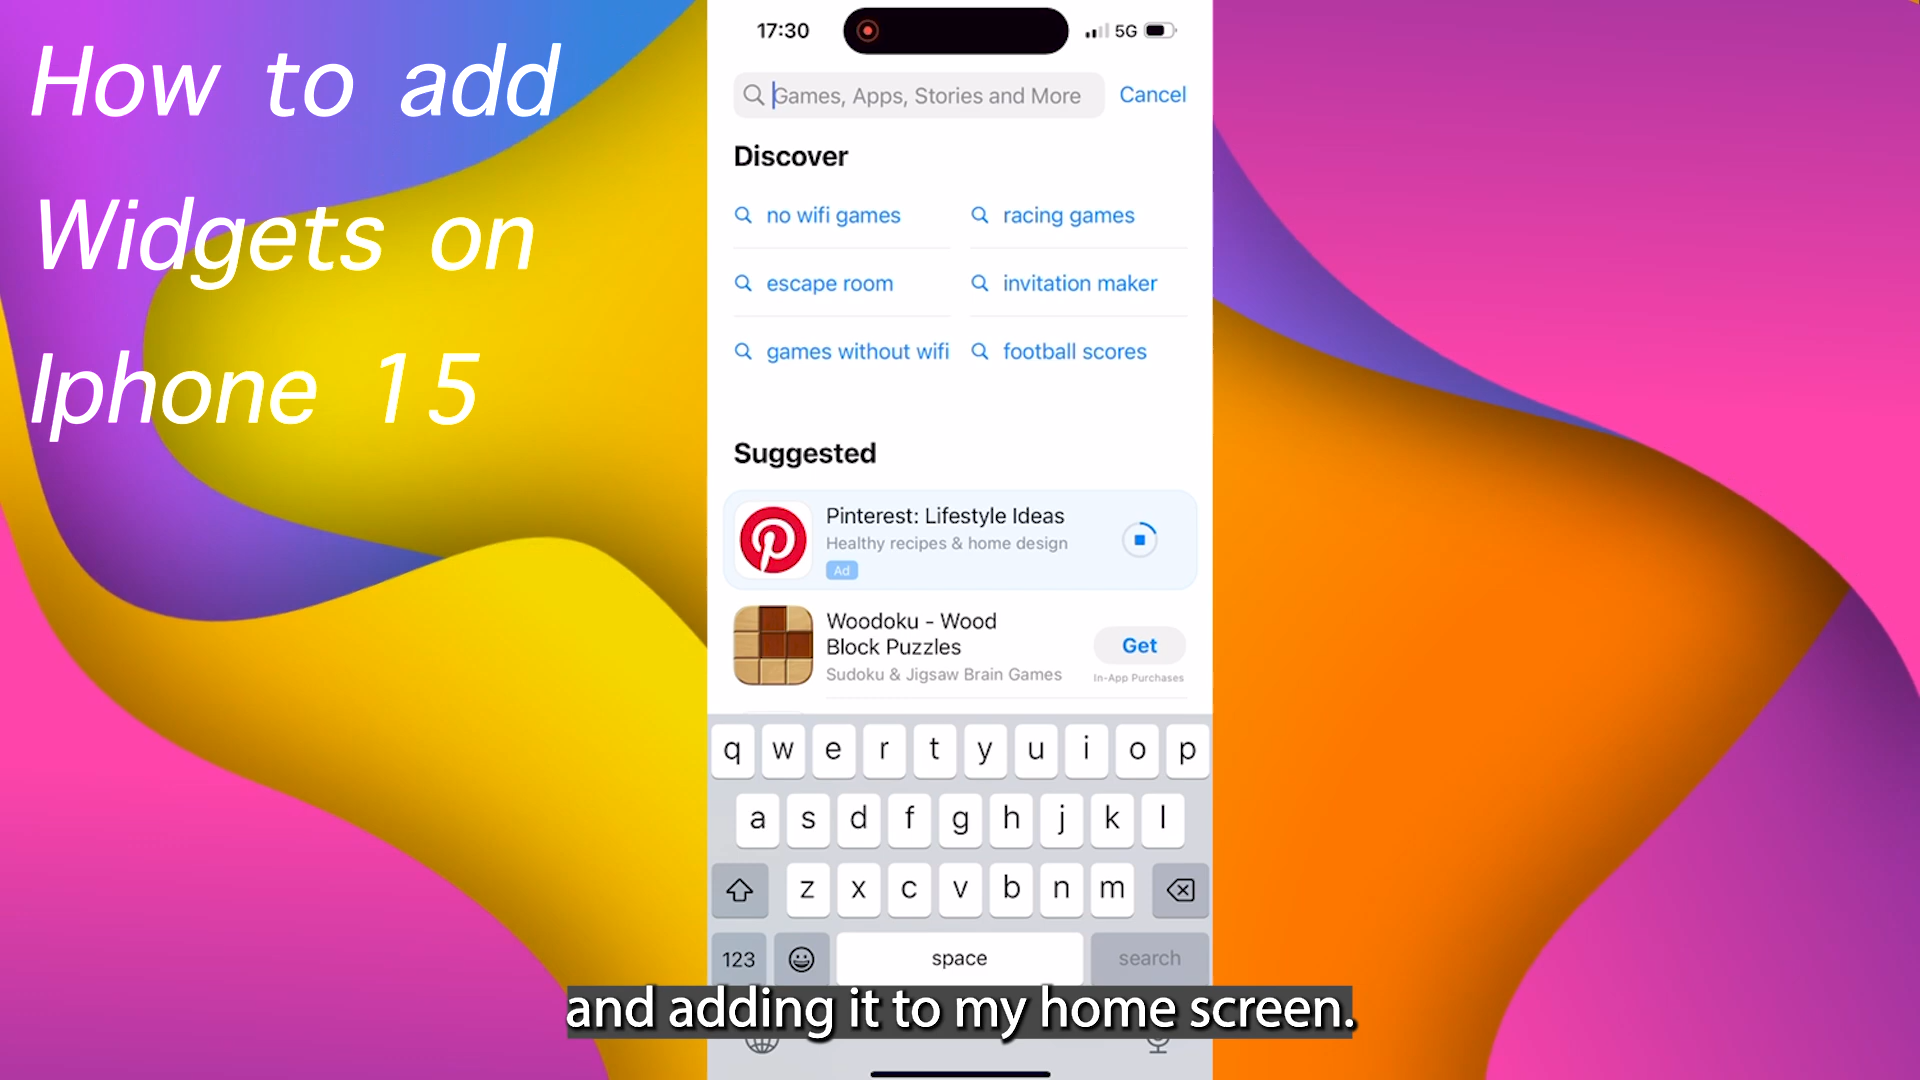 How to add
Widgets on
Iphone 15
17:30
5G
Games, Apps, Stories and More
Cancel
Discover
no wifi games
racing games
escape room
invitation maker
games without wifi
football scores
Suggested
Pinterest: Lifestyle Ideas
Healthy recipes & home design
Ad
Woodoku - Wood
Block Puzzles
Sudoku & Jigsaw Brain Games
Get
In-App Purchases
q w e r t y u i o p
a s d f g h j k l
z x c v b n m
123
space
search
and adding it to my home screen.